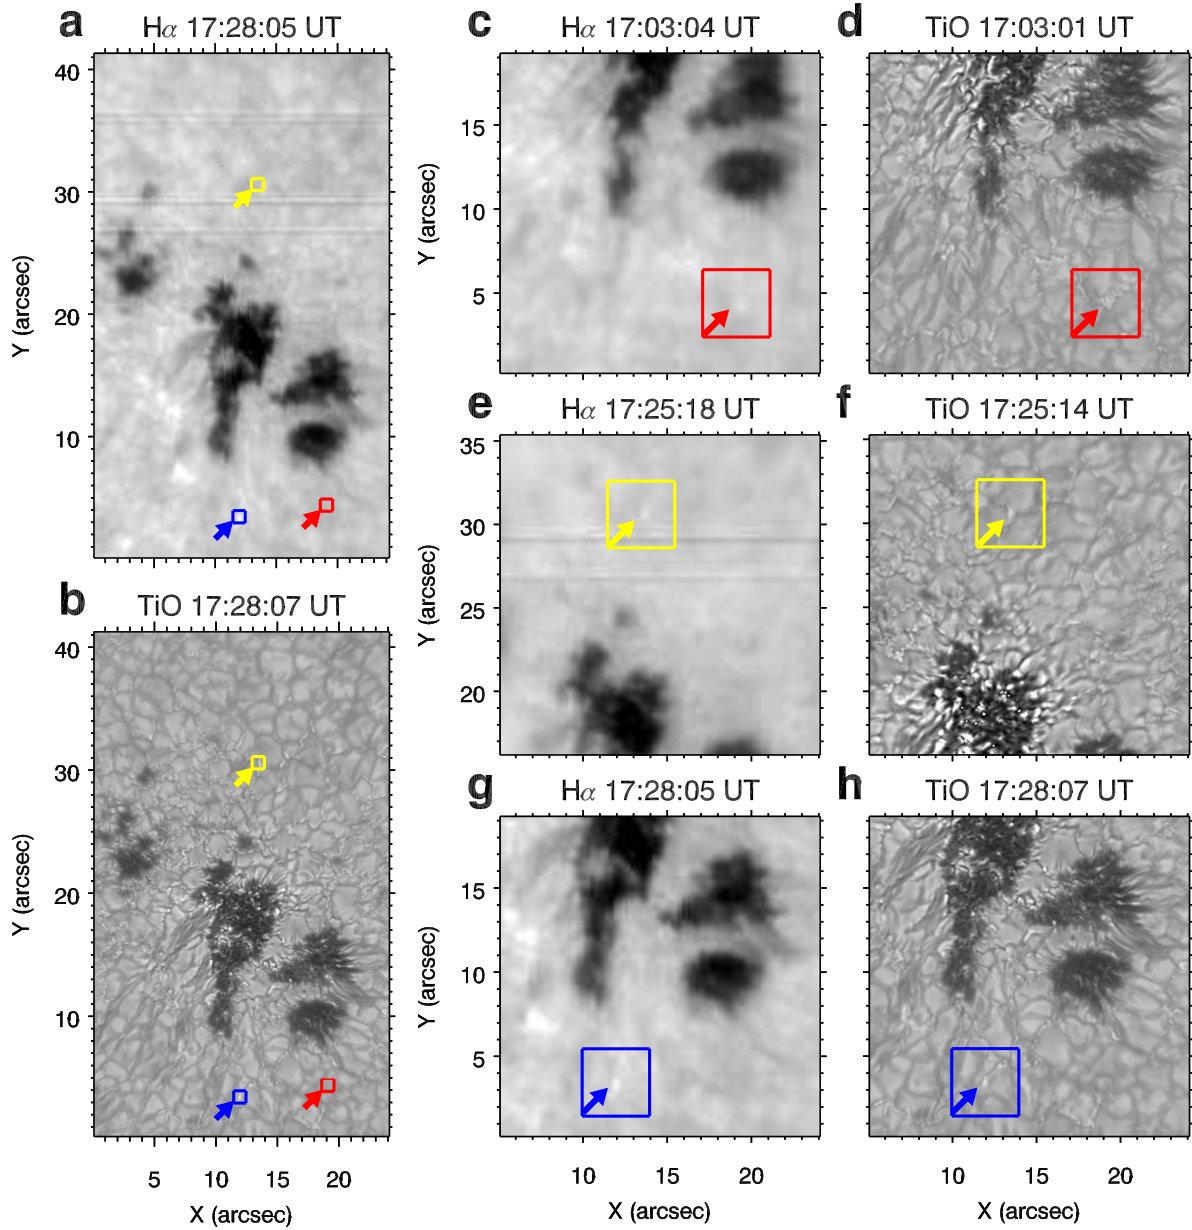 a
Hα 17:28:05 UT
40
30
20
10
Y (arcsec)
b
TiO 17:28:07 UT
40
30
20
10
Y (arcsec)
5 10 15 20
X (arcsec)
c
Hα 17:03:04 UT
15
10
5
Y (arcsec)
d
TiO 17:03:01 UT
e
Hα 17:25:18 UT
35
30
25
20
Y (arcsec)
f
TiO 17:25:14 UT
g
Hα 17:28:05 UT
15
10
5
Y (arcsec)
10 15 20
X (arcsec)
h
TiO 17:28:07 UT
10 15 20
X (arcsec)